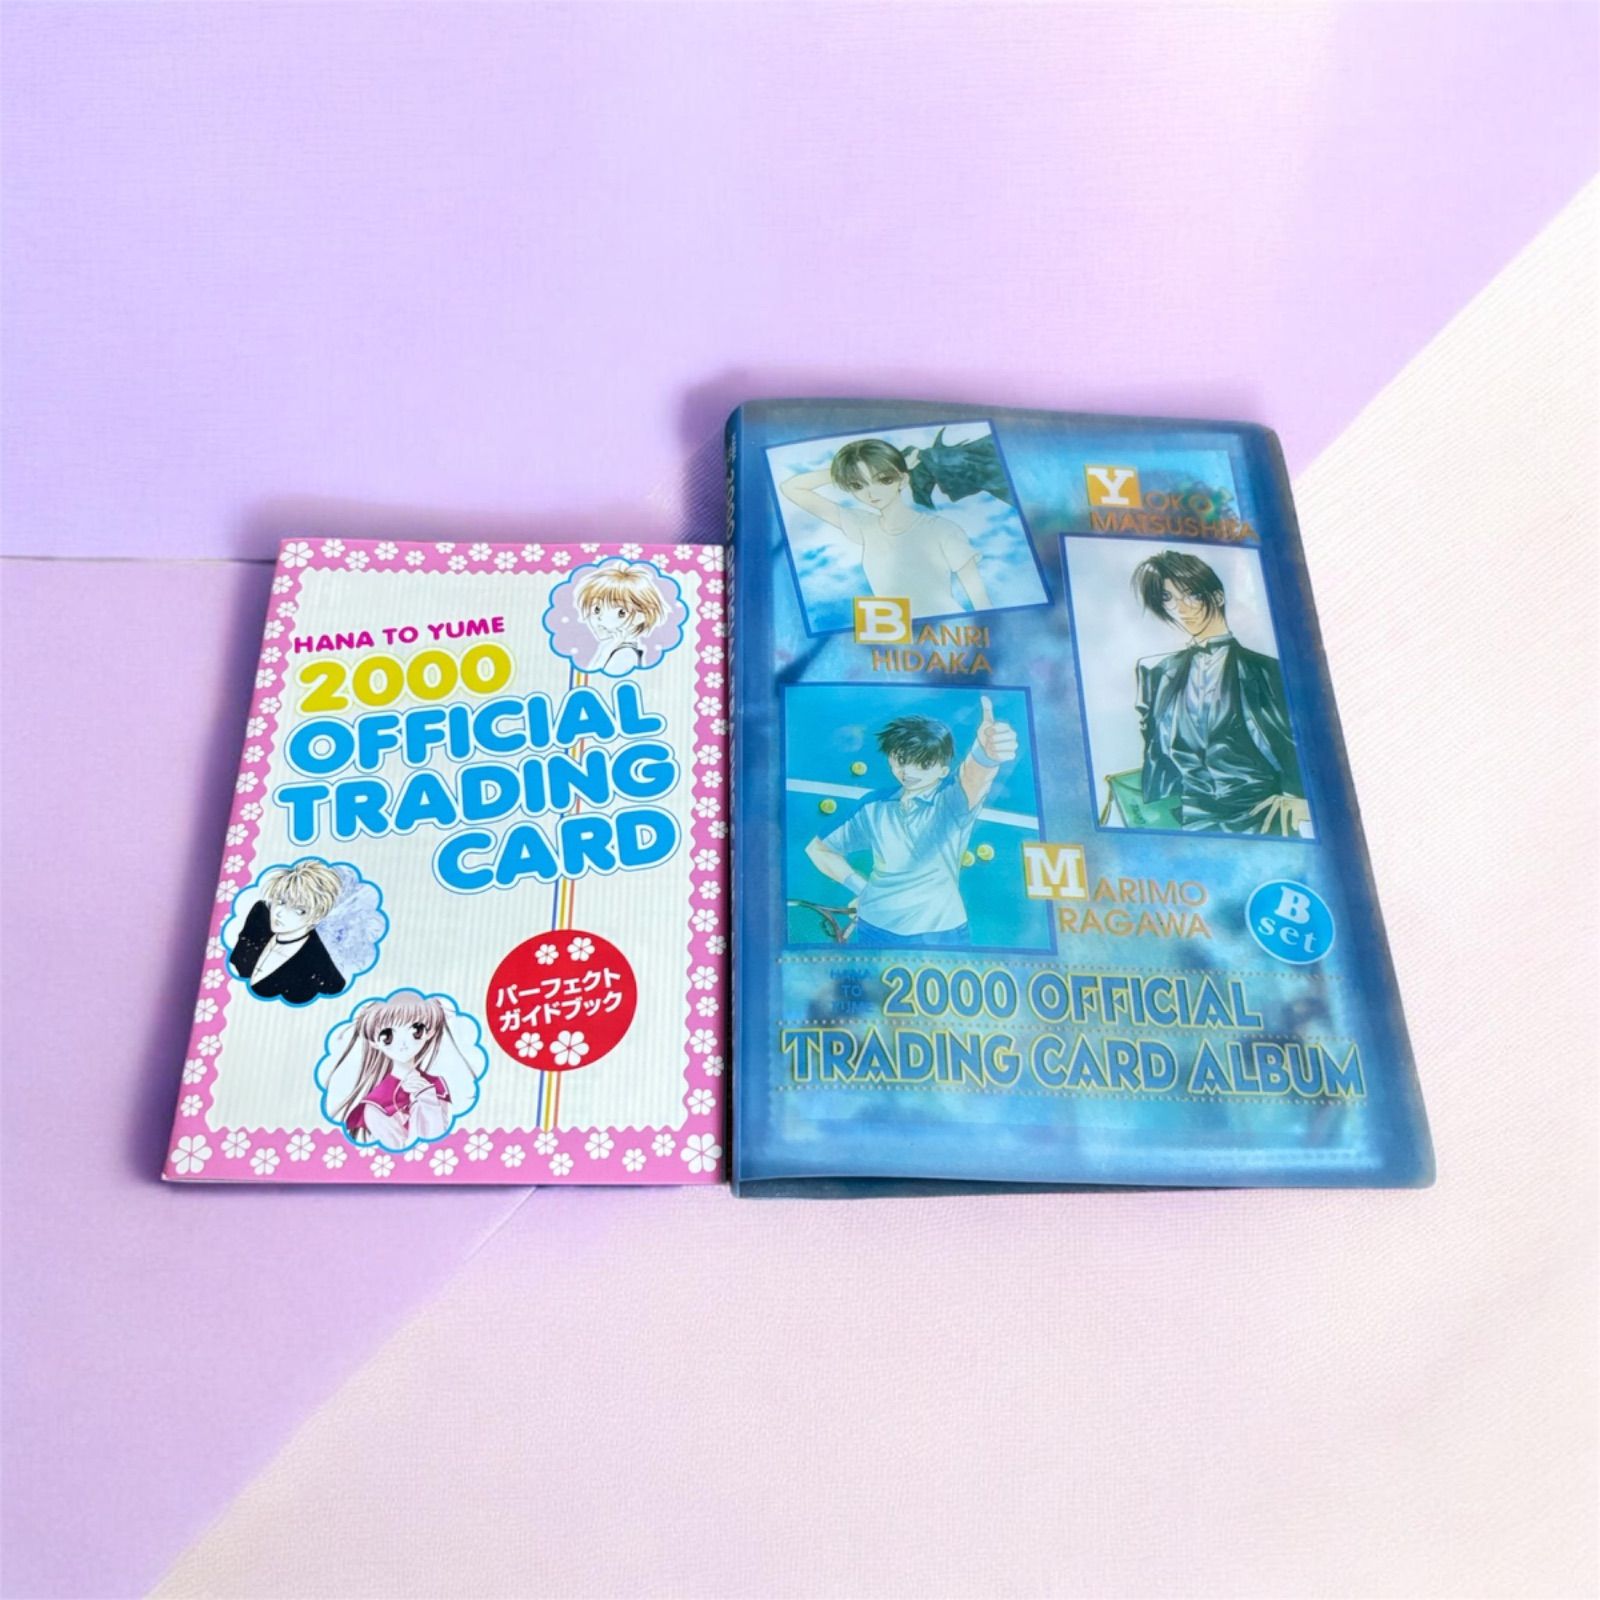 HANA TO YUME
2000
OFFICIAL
TRADING
CARD
パーフェクト
ガイドブック
YOKO
MATSUSHITA
BANRI
HIDAKA
MARIMO
RAGAWA
B
set
HANA
TO
YUME
2000 OFFICIAL
TRADING CARD ALBUM